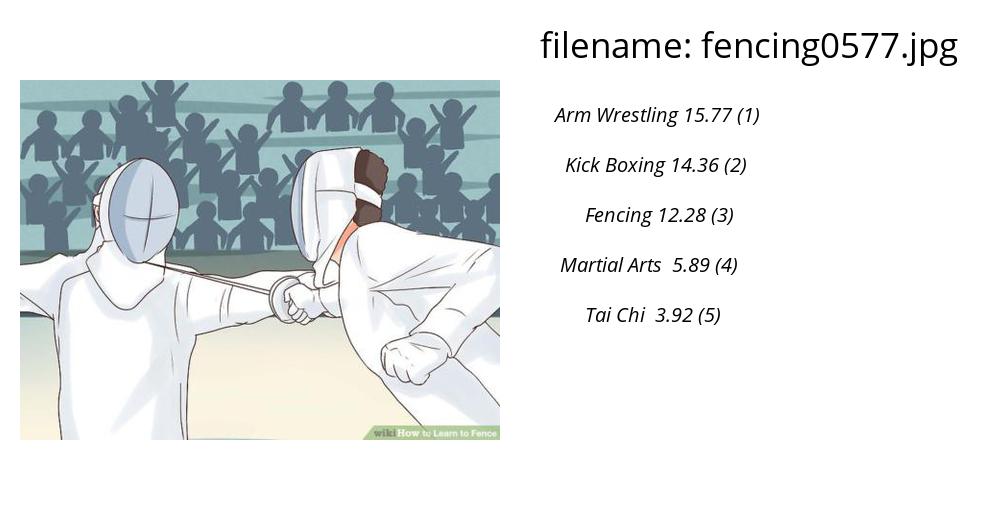 filename: fencing0577.jpg
Arm Wrestling 15.77 (1)
Kick Boxing 14.36 (2)
Fencing 12.28 (3)
Martial Arts 5.89 (4)
Tai Chi 3.92 (5)
wikiHow to Learn to Fence